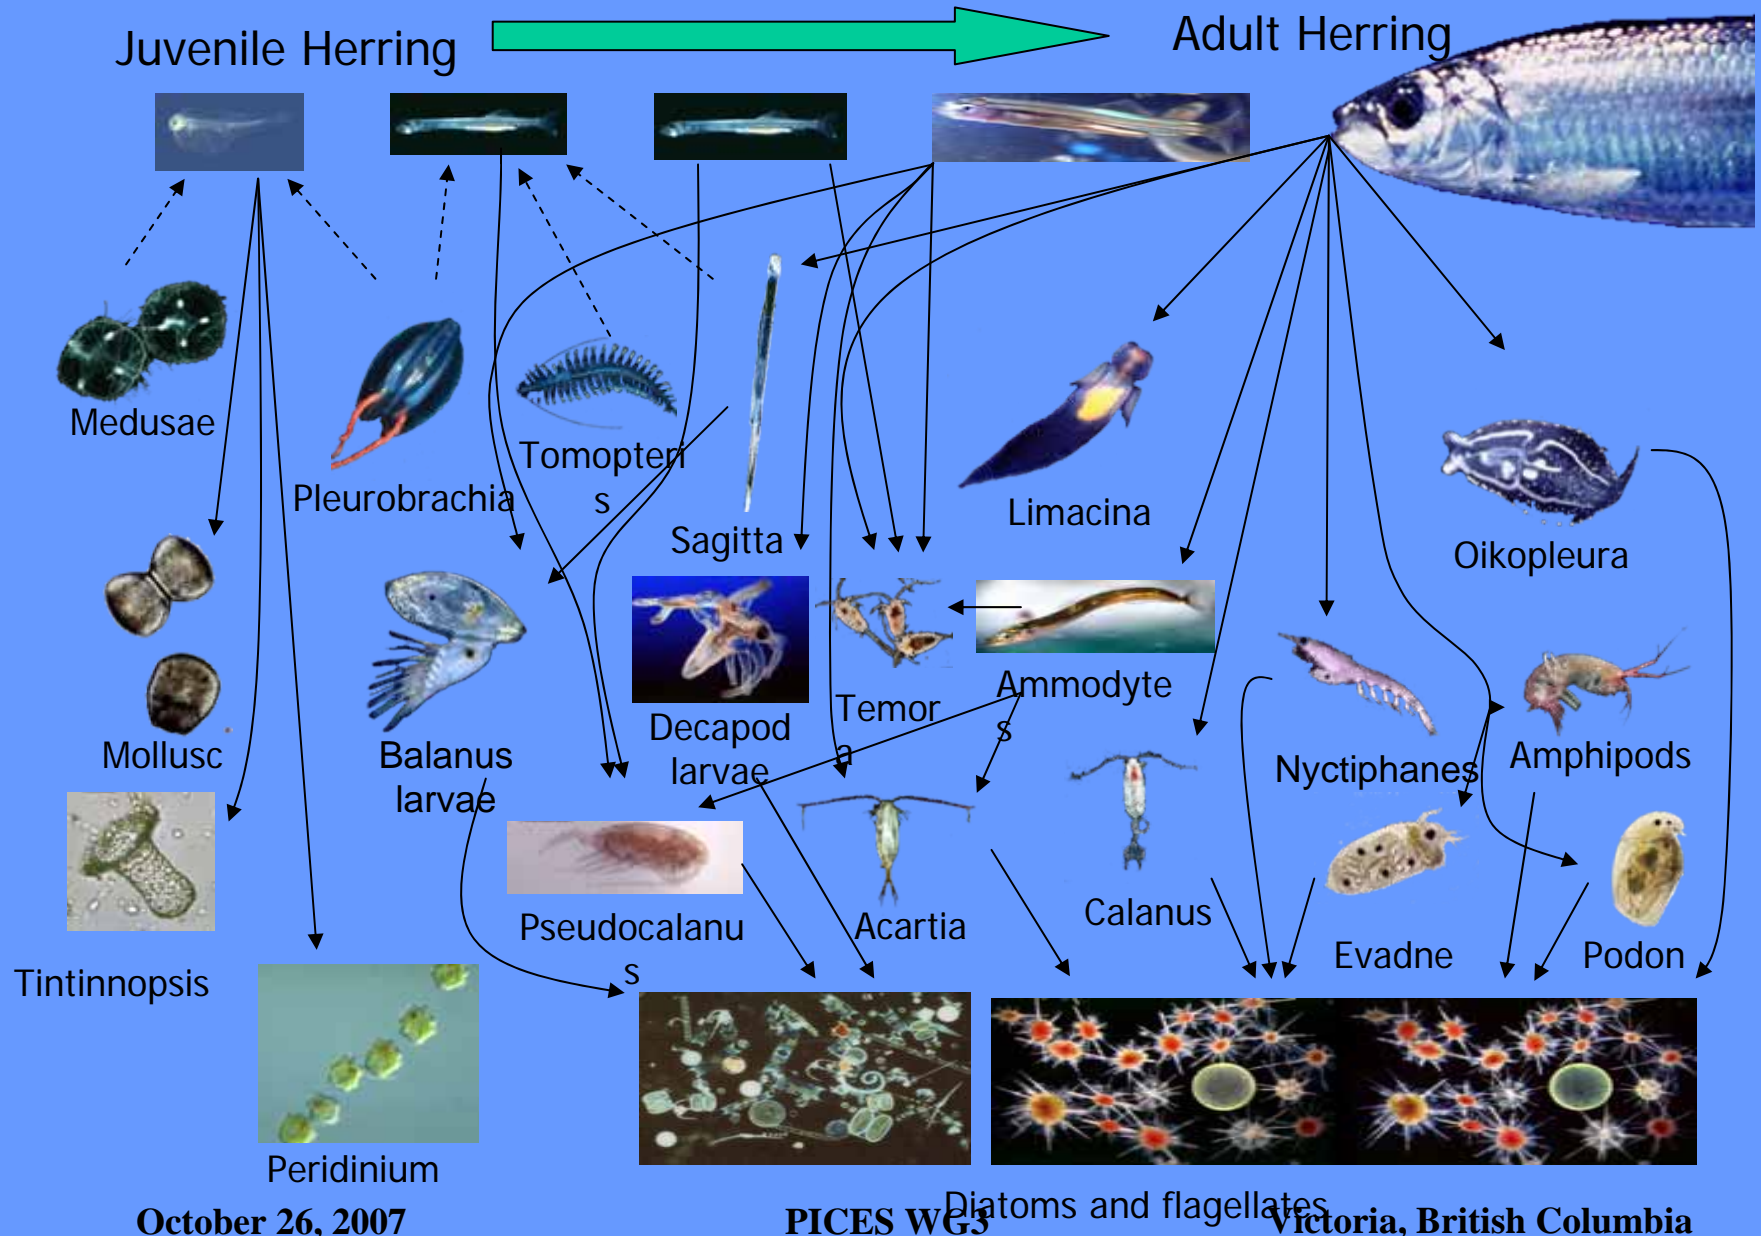 Juvenile Herring
Adult Herring
Medusae
Pleurobrachia
Tomopteri
s
Sagitta
Limacina
Oikopleura
Mollusc
Balanus
larvae
Decapod
larvae
Temor
a
Ammodyte
s
Nyctiphanes
Amphipods
Tintinnopsis
Pseudocalanu
s
Acartia
Calanus
Evadne
Podon
Peridinium
Diatoms and flagellates
October 26, 2007
PICES WG3
Victoria, British Columbia